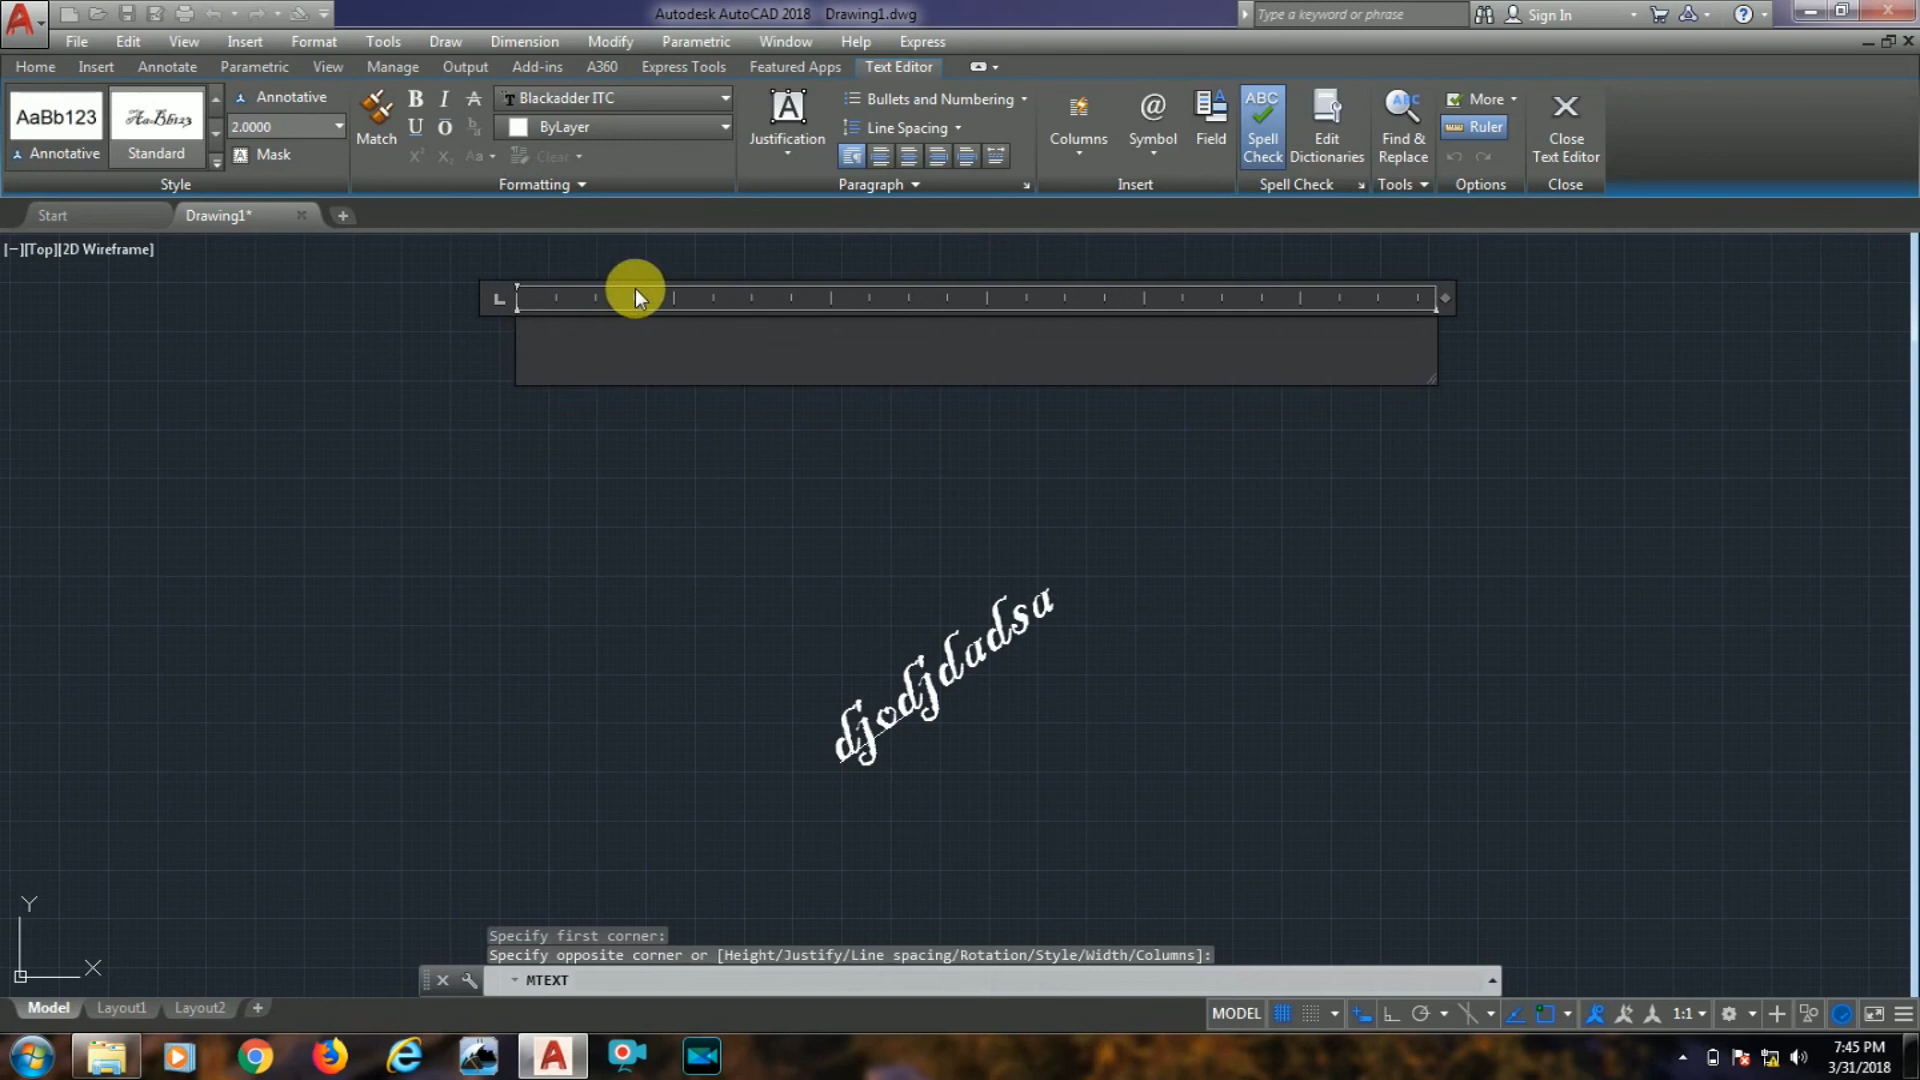 Autodesk AutoCAD 2018 Drawing1.dwg
Type a keyword or phrase
Sign In
File Edit View Insert Format Tools Draw Dimension Modify Parametric Window Help Express
Home Insert Annotate Parametric View Manage Output Add-ins A360 Express Tools Featured Apps Text Editor
AaBb123
Annotative
AaBb123
Standard
Annotative
2.0000
Mask
Style
Match
B I A
U O
Blackadder ITC
ByLayer
Clear
Formatting
Justification
Bullets and Numbering
Line Spacing
Paragraph
Columns
Symbol
Field
Insert
ABC
Spell Check
Edit Dictionaries
Spell Check
ABC
Find & Replace
Tools
More
Ruler
Options
Close Text Editor
Close
Start Drawing1*
[−][Top][2D Wireframe]
djodjdadsa
Y
X
Specify first corner:
Specify opposite corner or [Height/Justify/Line spacing/Rotation/Style/Width/Columns]:
MTEXT
Model Layout1 Layout2
MODEL
1:1
7:45 PM
3/31/2018